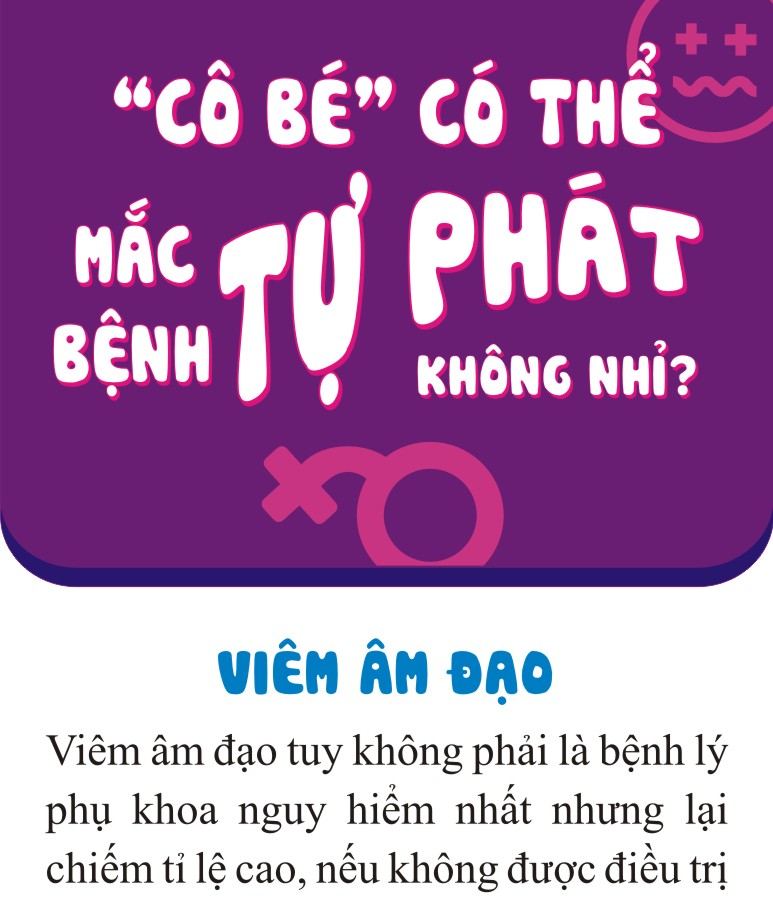 “CÔ BÉ” CÓ THỂ
MẮC BỆNH TỰ PHÁT
KHÔNG NHỈ?
VIÊM ÂM ĐẠO
Viêm âm đạo tuy không phải là bệnh lý
phụ khoa nguy hiểm nhất nhưng lại
chiếm tỉ lệ cao, nếu không được điều trị